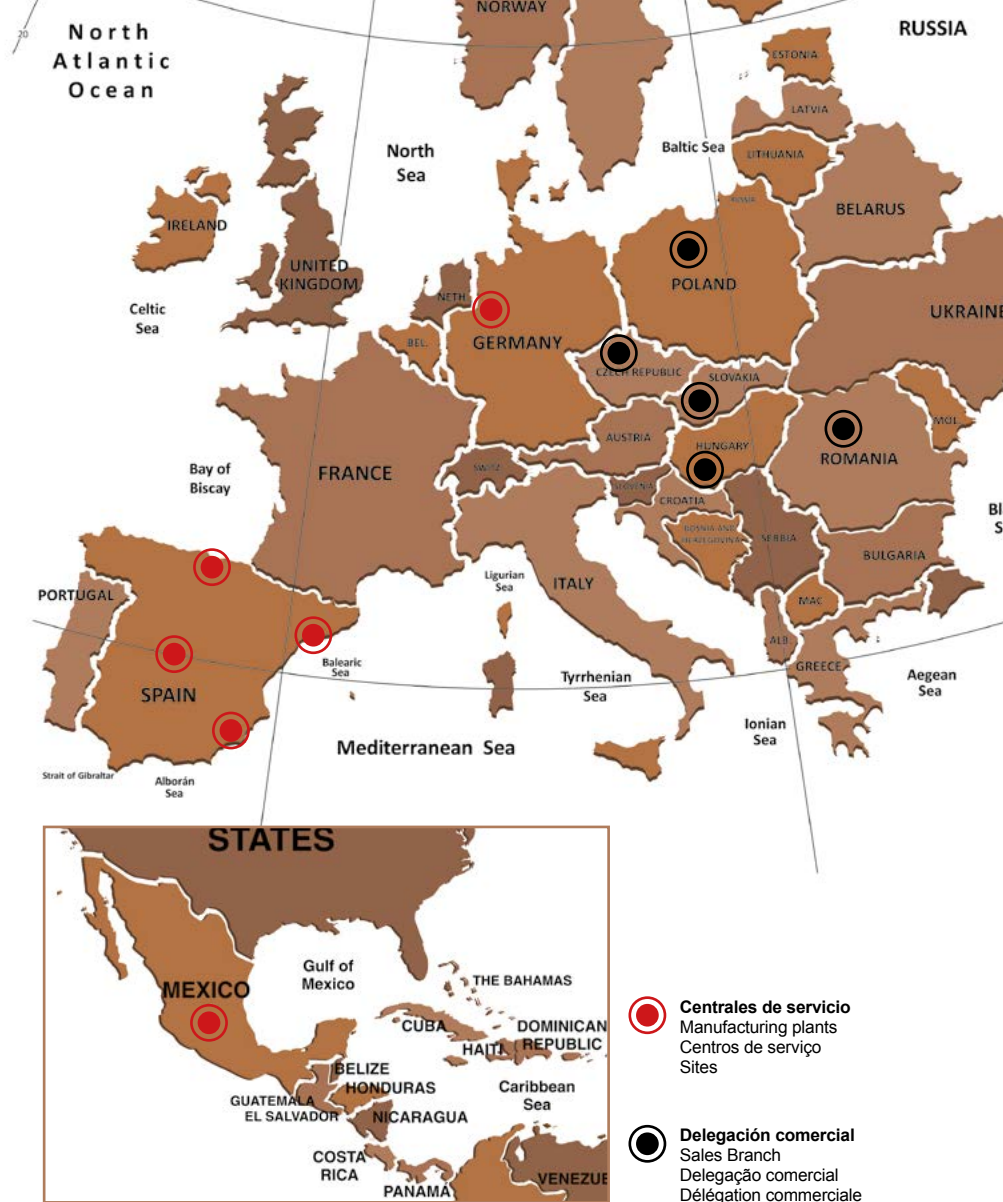 NORWAY
RUSSIA
20
North
Atlantic
Ocean
ESTONIA
LATVIA
North
Sea
Baltic Sea
LITHUANIA
RUSSIA
BELARUS
IRELAND
UNITED
KINGDOM
POLAND
NETH
Celtic
Sea
UKRAINE
BEL.
GERMANY
CZECH REPUBLIC
SLOVAKIA
MOL.
AUSTRIA
HUNGARY
ROMANIA
Bay of
Biscay
FRANCE
SWITZ.
SLOVENIA
CROATIA
BOSNIA AND
HERZEGOVINA
SERBIA
Bl
S
BULGARIA
PORTUGAL
Ligurian
Sea
ITALY
MAC
ALB.
GREECE
Balearic
Sea
Tyrrhenian
Sea
Aegean
Sea
SPAIN
Ionian
Sea
Mediterranean Sea
Strait of Gibraltar
Alborán
Sea
STATES
Gulf of
Mexico
THE BAHAMAS
MEXICO
CUBA
DOMINICAN
REPUBLIC
HAITI
BELIZE
HONDURAS
GUATEMALA
EL SALVADOR
NICARAGUA
Caribbean
Sea
COSTA
RICA
PANAMÁ
VENEZUE
Centrales de servicio
Manufacturing plants
Centros de serviço
Sites
Delegación comercial
Sales Branch
Delegação comercial
Délégation commerciale